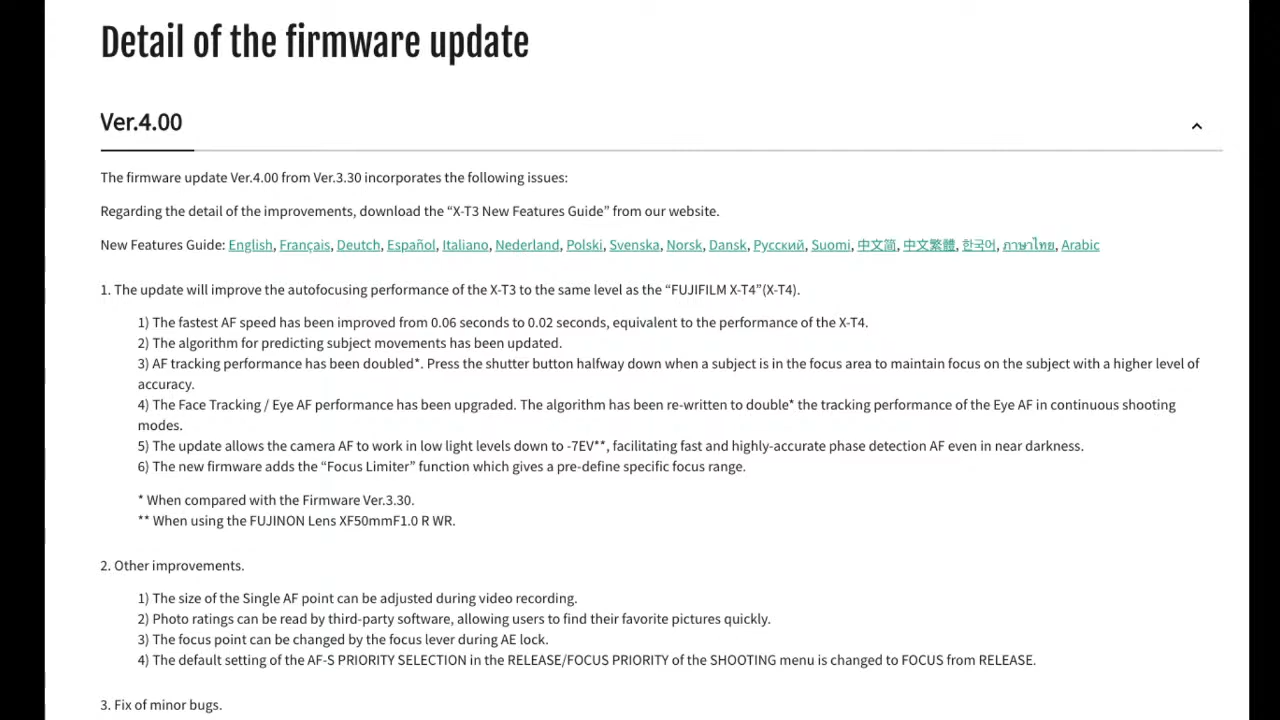 Detail of the firmware update
Ver.4.00
The firmware update Ver.4.00 from Ver.3.30 incorporates the following issues:
Regarding the detail of the improvements, download the “X-T3 New Features Guide” from our website.
New Features Guide: English, Français, Deutch, Español, Italiano, Nederland, Polski, Svenska, Norsk, Dansk, Русский, Suomi, 中文简, 中文繁體, 한국어, ภาษาไทย, Arabic
1. The update will improve the autofocusing performance of the X-T3 to the same level as the “FUJIFILM X-T4”(X-T4).
1) The fastest AF speed has been improved from 0.06 seconds to 0.02 seconds, equivalent to the performance of the X-T4.
2) The algorithm for predicting subject movements has been updated.
3) AF tracking performance has been doubled*. Press the shutter button halfway down when a subject is in the focus area to maintain focus on the subject with a higher level of
accuracy.
4) The Face Tracking / Eye AF performance has been upgraded. The algorithm has been re-written to double* the tracking performance of the Eye AF in continuous shooting
modes.
5) The update allows the camera AF to work in low light levels down to -7EV**, facilitating fast and highly-accurate phase detection AF even in near darkness.
6) The new firmware adds the “Focus Limiter” function which gives a pre-define specific focus range.
* When compared with the Firmware Ver.3.30.
** When using the FUJINON Lens XF50mmF1.0 R WR.
2. Other improvements.
1) The size of the Single AF point can be adjusted during video recording.
2) Photo ratings can be read by third-party software, allowing users to find their favorite pictures quickly.
3) The focus point can be changed by the focus lever during AE lock.
4) The default setting of the AF-S PRIORITY SELECTION in the RELEASE/FOCUS PRIORITY of the SHOOTING menu is changed to FOCUS from RELEASE.
3. Fix of minor bugs.